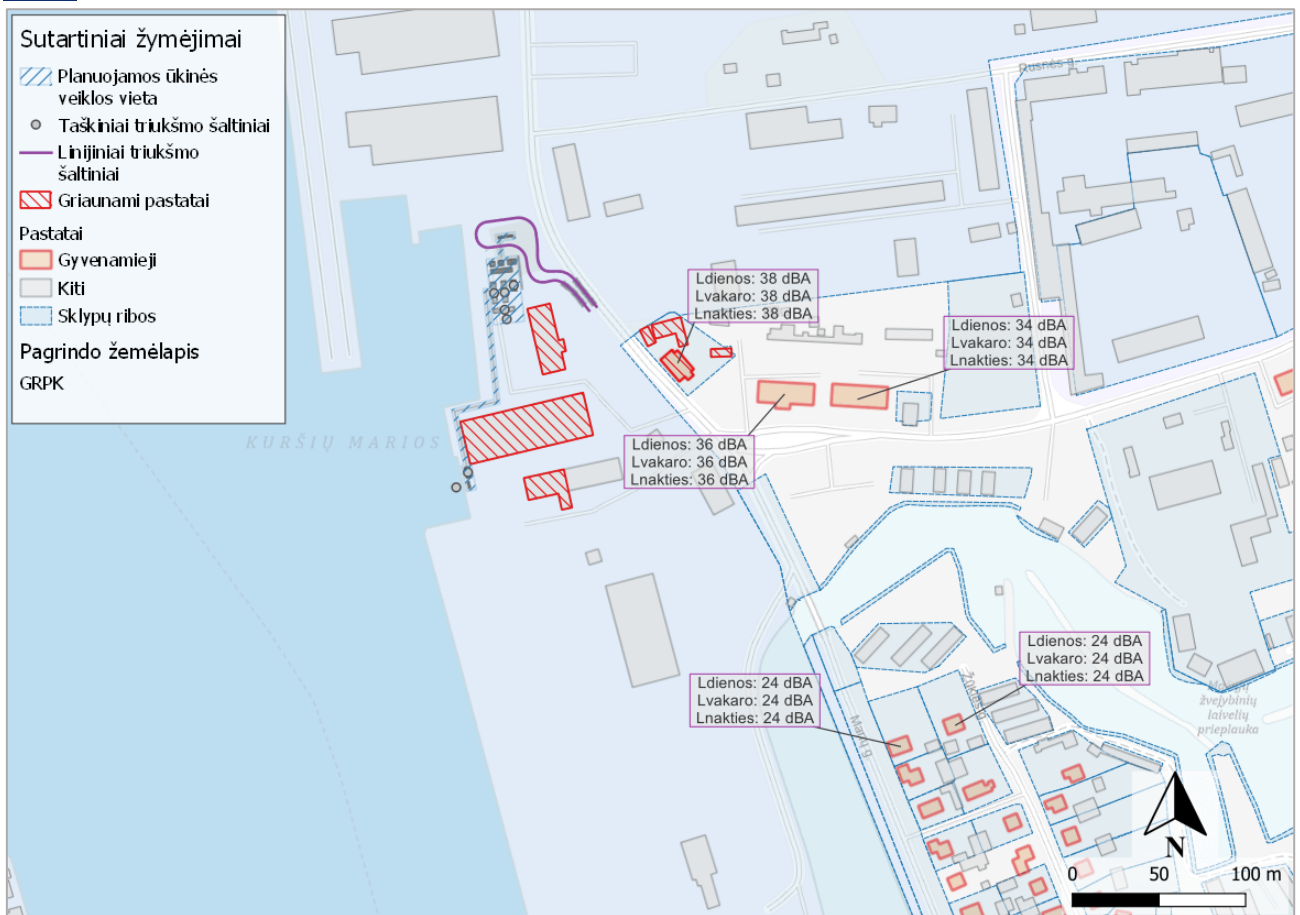 Sutartiniai žymėjimai
Planuojamos ūkinės
veiklos vieta
Taškiniai triukšmo šaltiniai
Linijiniai triukšmo
šaltiniai
Griaunami pastatai
Pastatai
Gyvenamieji
Kiti
Sklypų ribos
Pagrindo žemėlapis
GRPK
Rusnės g.
Ldienos: 38 dBA
Lvakaro: 38 dBA
Lnakties: 38 dBA
Ldienos: 34 dBA
Lvakaro: 34 dBA
Lnakties: 34 dBA
KURŠIŲ MARIOS
Ldienos: 36 dBA
Lvakaro: 36 dBA
Lnakties: 36 dBA
Ldienos: 24 dBA
Lvakaro: 24 dBA
Lnakties: 24 dBA
Ldienos: 24 dBA
Lvakaro: 24 dBA
Lnakties: 24 dBA
Marių g.
žvejybinių
laivelių
prieplauka
N
0 50 100 m